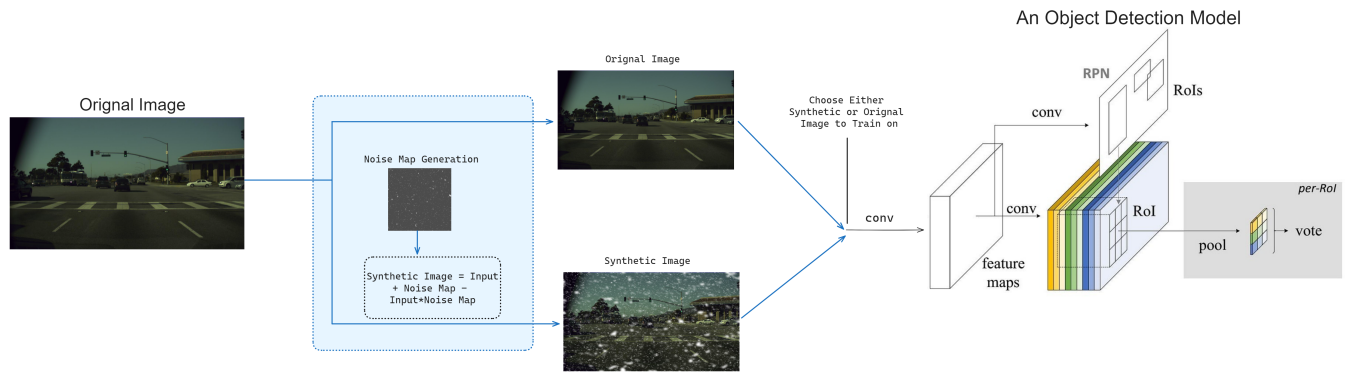 An Object Detection Model
Orignal Image
Orignal Image
Noise Map Generation
Synthetic Image = Input
+ Noise Map −
Input*Noise Map
Synthetic Image
Choose Either
Synthetic or Orignal
Image to Train on
conv
RPN
RoIs
conv
conv
RoI
feature
maps
per-RoI
pool
vote